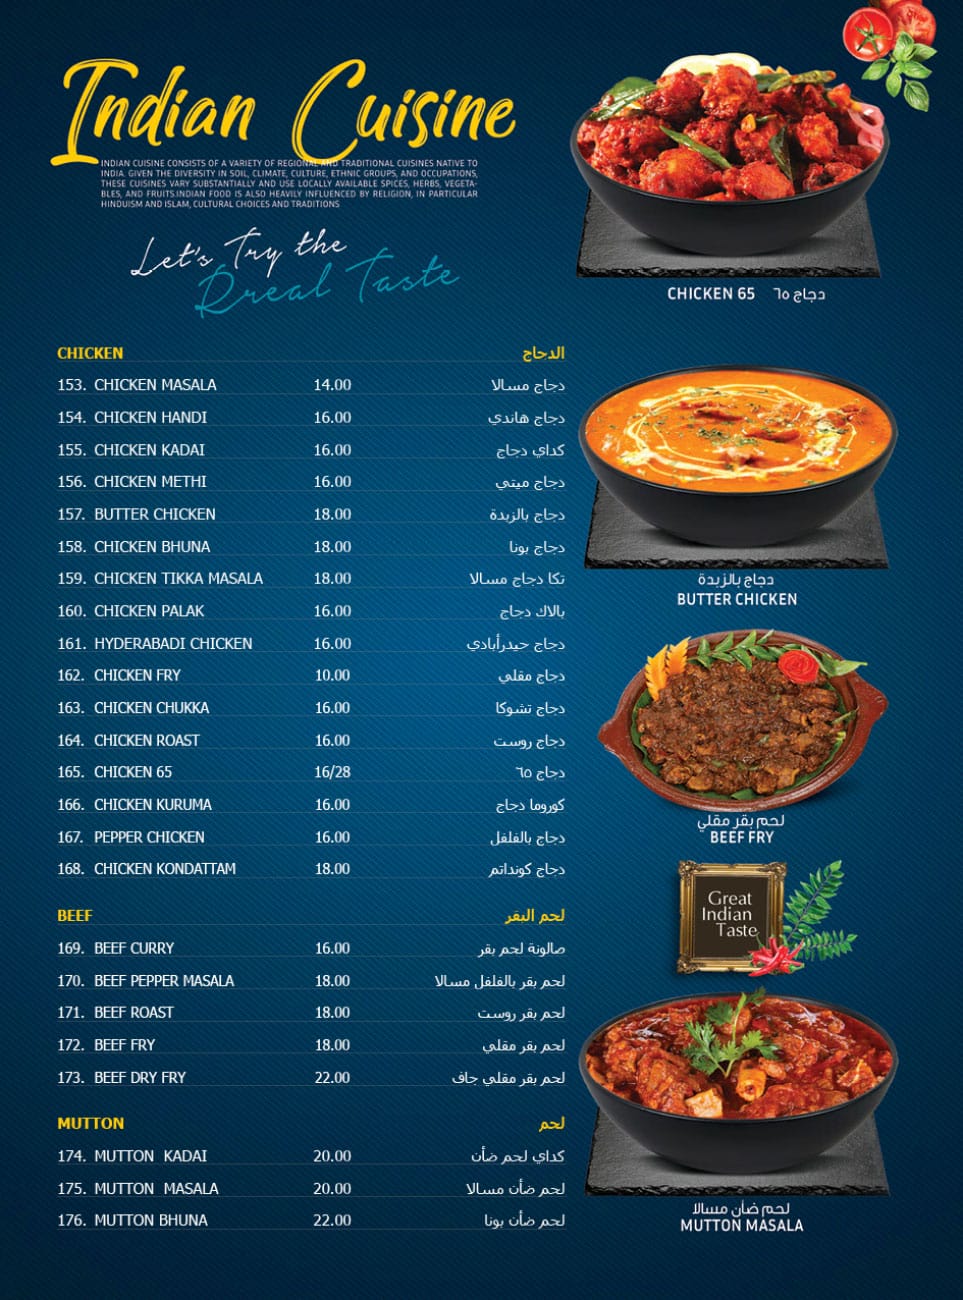 Indian Cuisine
INDIAN CUISINE CONSISTS OF A VARIETY OF REGIONAL AND TRADITIONAL CUISINES NATIVE TO
INDIA. GIVEN THE DIVERSITY IN SOIL, CLIMATE, CULTURE, ETHNIC GROUPS, AND OCCUPATIONS,
THESE CUISINES VARY SUBSTANTIALLY AND USE LOCALLY AVAILABLE SPICES, HERBS, VEGETA-
BLES, AND FRUITS.INDIAN FOOD IS ALSO HEAVILY INFLUENCED BY RELIGION, IN PARTICULAR
HINDUISM AND ISLAM, CULTURAL CHOICES AND TRADITIONS
Let's Try the
Rreal Taste
CHICKEN 65 دجاج ٦٥
CHICKEN الدجاج
153. CHICKEN MASALA 14.00 دجاج مسالا
154. CHICKEN HANDI 16.00 دجاج هاندي
155. CHICKEN KADAI 16.00 كداي دجاج
156. CHICKEN METHI 16.00 دجاج ميتي
157. BUTTER CHICKEN 18.00 دجاج بالزبدة
158. CHICKEN BHUNA 18.00 دجاج بونا
159. CHICKEN TIKKA MASALA 18.00 تكا دجاج مسالا
160. CHICKEN PALAK 16.00 بالاك دجاج
161. HYDERABADI CHICKEN 16.00 دجاج حيدرأبادي
162. CHICKEN FRY 10.00 دجاج مقلي
163. CHICKEN CHUKKA 16.00 دجاج تشوكا
164. CHICKEN ROAST 16.00 دجاج روست
165. CHICKEN 65 16/28 دجاج ٦٥
166. CHICKEN KURUMA 16.00 كوروما دجاج
167. PEPPER CHICKEN 16.00 دجاج بالفلفل
168. CHICKEN KONDATTAM 18.00 دجاج كونداتم
BEEF لحم البقر
169. BEEF CURRY 16.00 صالونة لحم بقر
170. BEEF PEPPER MASALA 18.00 لحم بقر بالفلفل مسالا
171. BEEF ROAST 18.00 لحم بقر روست
172. BEEF FRY 18.00 لحم بقر مقلي
173. BEEF DRY FRY 22.00 لحم بقر مقلي جاف
MUTTON لحم
174. MUTTON KADAI 20.00 كداي لحم ضأن
175. MUTTON MASALA 20.00 لحم ضأن مسالا
176. MUTTON BHUNA 22.00 لحم ضأن بونا
دجاج بالزبدة
BUTTER CHICKEN
لحم بقر مقلي
BEEF FRY
Great
Indian
Taste
لحم ضأن مسالا
MUTTON MASALA